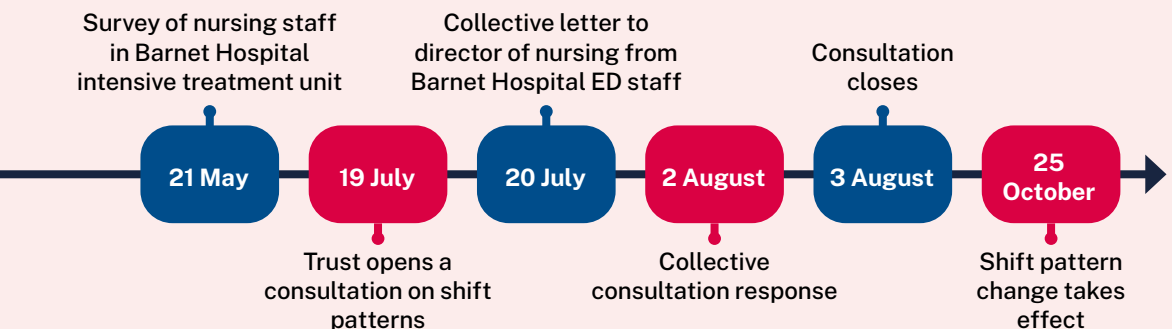 Survey of nursing staff
in Barnet Hospital
intensive treatment unit
21 May
19 July
Trust opens a
consultation on shift
patterns
Collective letter to
director of nursing from
Barnet Hospital ED staff
20 July
2 August
Collective
consultation response
Consultation
closes
3 August
25
October
Shift pattern
change takes
effect